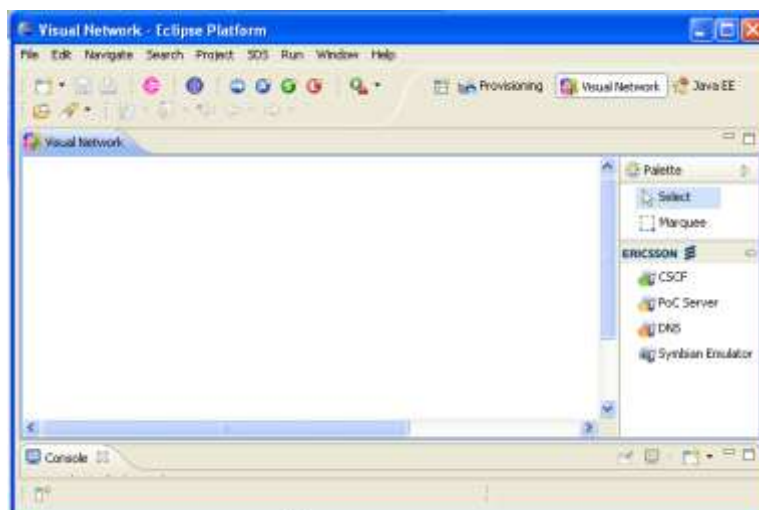 Visual Network - Eclipse Platform
File Edit Navigate Search Project SDS Run Window Help
Provisioning Visual Network Java EE
Visual Network
Palette
Select
Marquee
ERICSSON
CSCF
PoC Server
DNS
Symbian Emulator
Console